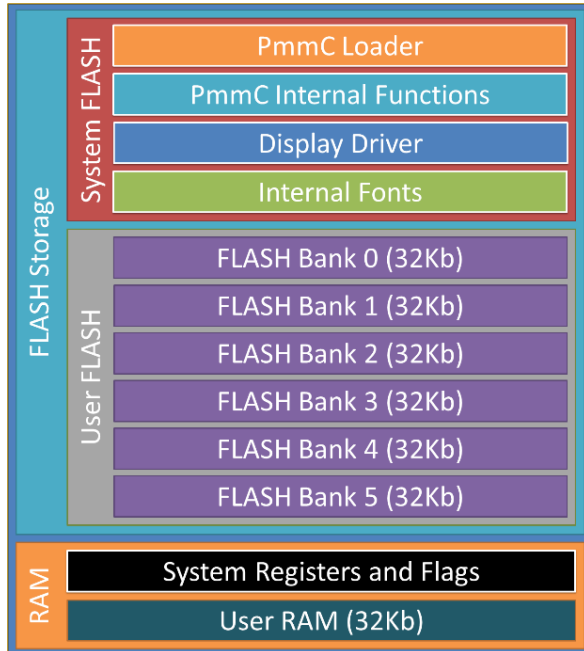 FLASH Storage
System FLASH
PmmC Loader
PmmC Internal Functions
Display Driver
Internal Fonts
User FLASH
FLASH Bank 0 (32Kb)
FLASH Bank 1 (32Kb)
FLASH Bank 2 (32Kb)
FLASH Bank 3 (32Kb)
FLASH Bank 4 (32Kb)
FLASH Bank 5 (32Kb)
RAM
System Registers and Flags
User RAM (32Kb)